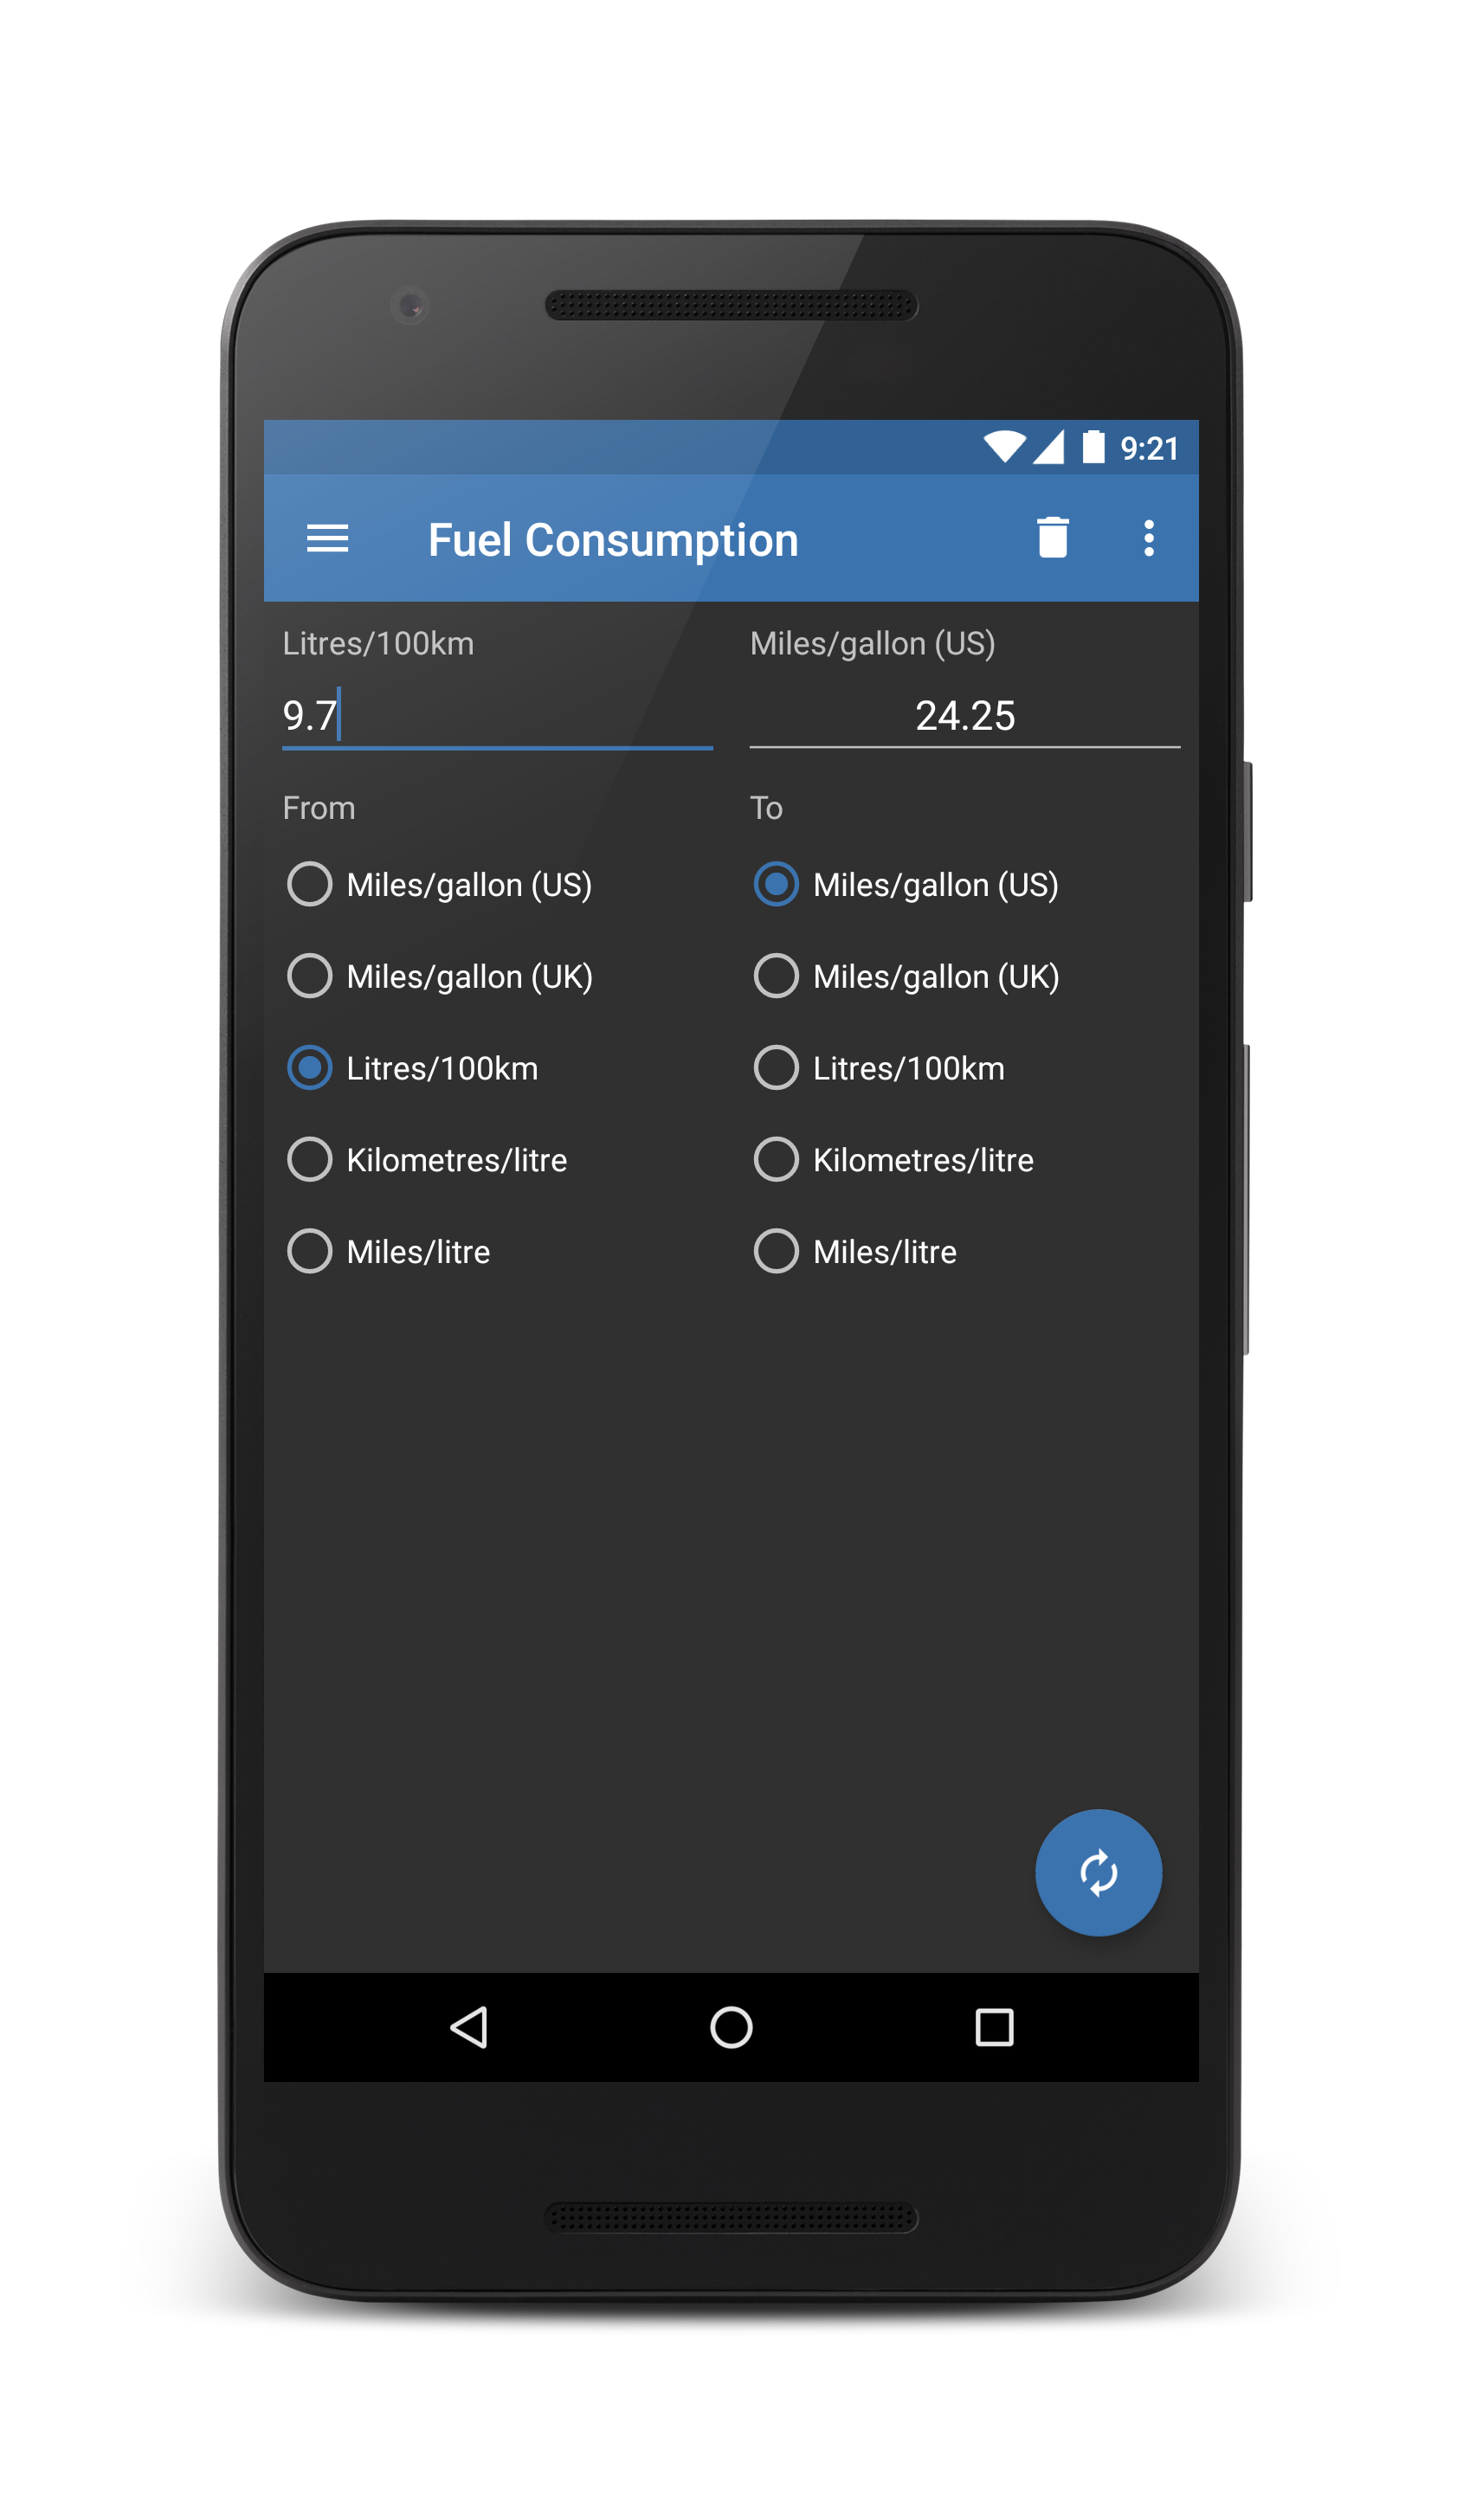 9:21
Fuel Consumption
Litres/100km Miles/gallon (US)
9.7 24.25
From To
Miles/gallon (US) Miles/gallon (US)
Miles/gallon (UK) Miles/gallon (UK)
Litres/100km Litres/100km
Kilometres/litre Kilometres/litre
Miles/litre Miles/litre